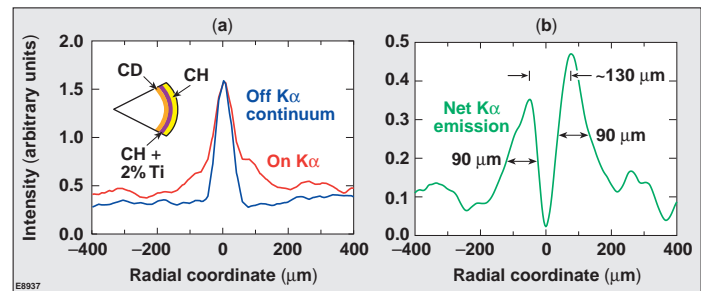 (a)
Intensity (arbitrary units)
2.0
1.5
1.0
0.5
0.0
CD
CH
CH +
2% Ti
Off Kα
continuum
On Kα
−400
−200
0
200
400
Radial coordinate (μm)
(b)
0.5
0.4
0.3
0.2
0.1
0.0
~130 μm
Net Kα
emission
90 μm
90 μm
−400
−200
0
200
400
Radial coordinate (μm)
E8937